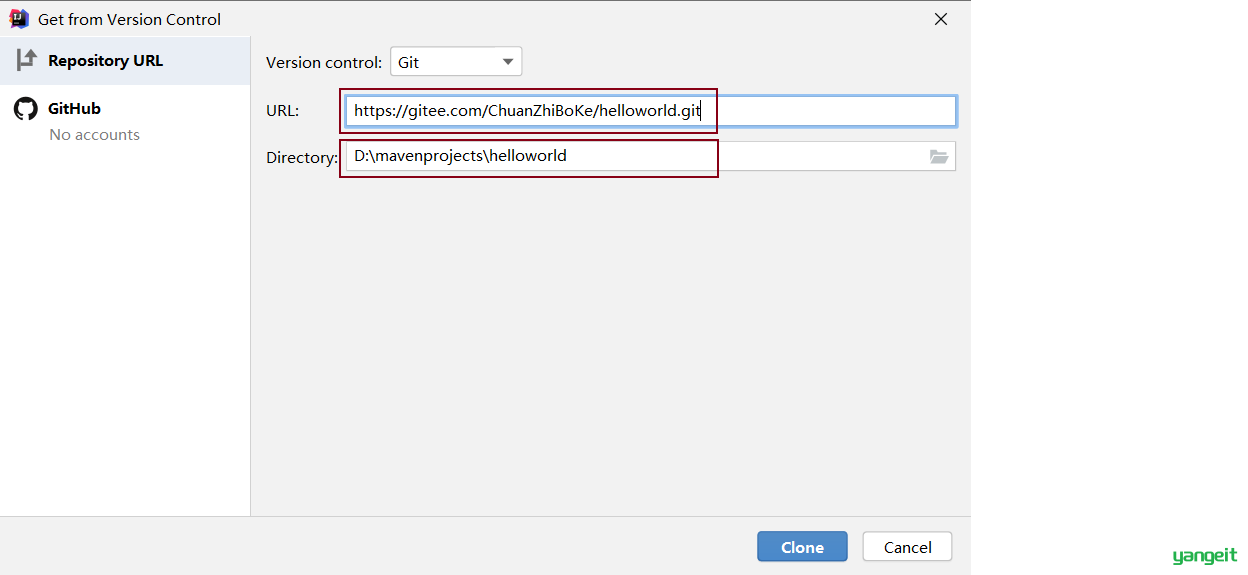 Get from Version Control
Repository URL
GitHub
No accounts
Version control: Git
URL: https://gitee.com/ChuanZhiBoKe/helloworld.git
Directory: D:\mavenprojects\helloworld
Clone Cancel
yangeit